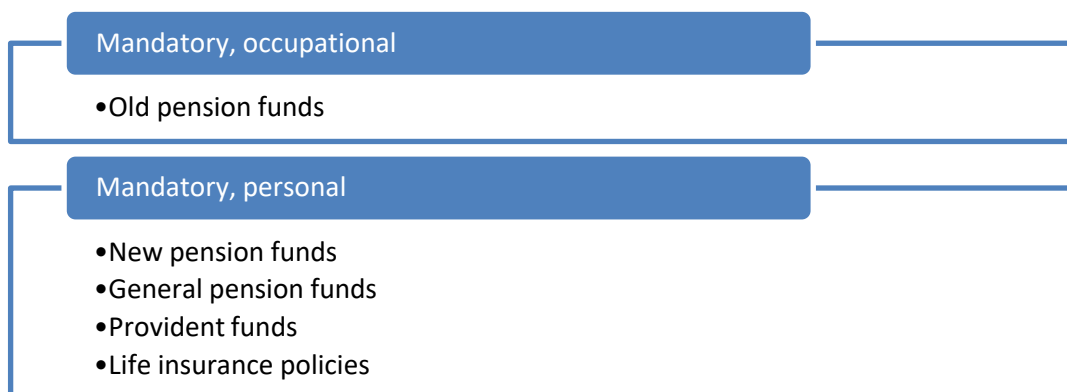 Mandatory, occupational
•Old pension funds
Mandatory, personal
•New pension funds
•General pension funds
•Provident funds
•Life insurance policies